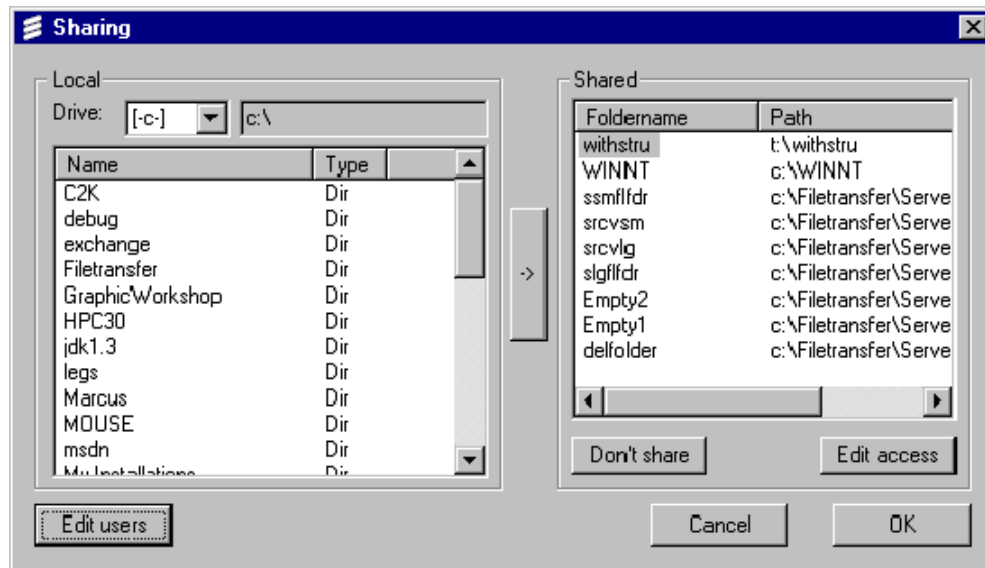 Sharing
Local
Drive: [-c-] c:\
Name Type
C2K Dir
debug Dir
exchange Dir
Filetransfer Dir
GraphicWorkshop Dir
HPC30 Dir
jdk1.3 Dir
legs Dir
Marcus Dir
MOUSE Dir
msdn Dir
My Installations Dir
->
Shared
Foldername Path
withstru t:\withstru
WINNT c:\WINNT
ssmflfdr c:\Filetransfer\Serve
srcvsm c:\Filetransfer\Serve
srcvlg c:\Filetransfer\Serve
slgflfdr c:\Filetransfer\Serve
Empty2 c:\Filetransfer\Serve
Empty1 c:\Filetransfer\Serve
delfolder c:\Filetransfer\Serve
Don't share Edit access
Edit users Cancel OK